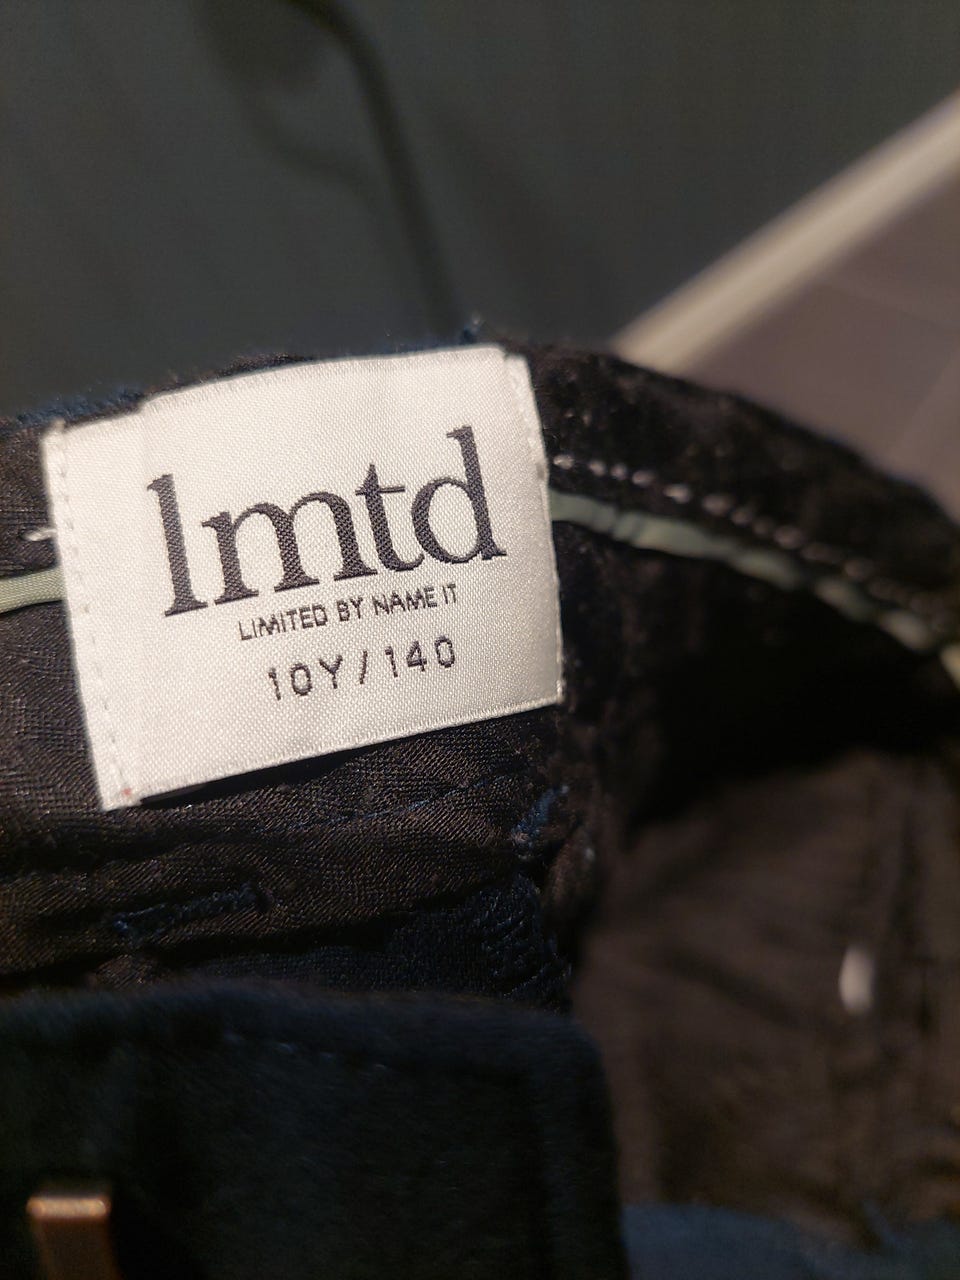 lmtd
LIMITED BY NAME IT
10Y / 140